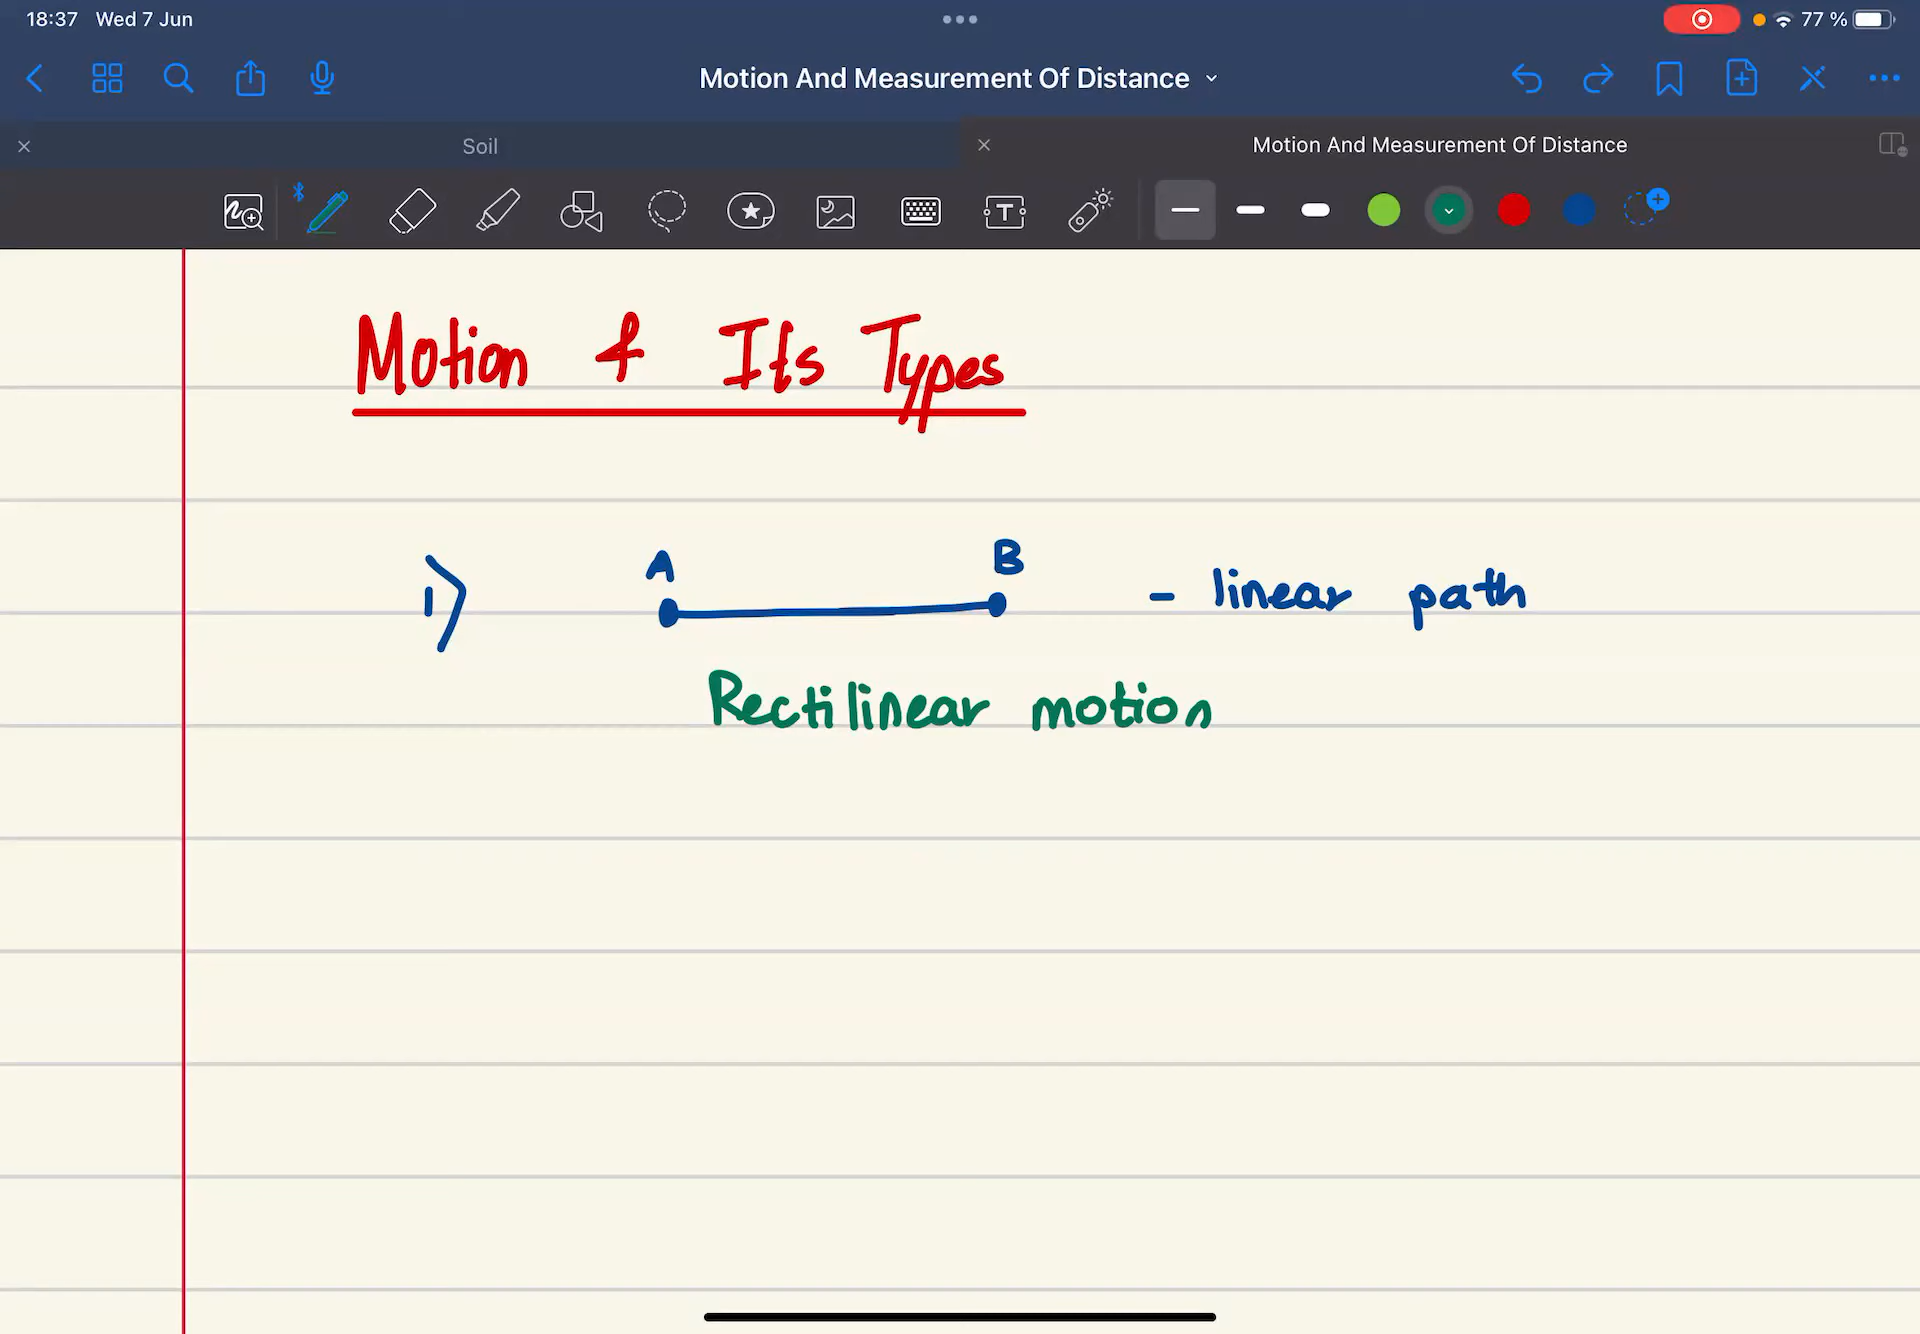 18:37 Wed 7 Jun
77 %
Motion And Measurement Of Distance
Soil
Motion And Measurement Of Distance
T
Motion & Its Types
1)
A B
- linear path
Rectilinear motion